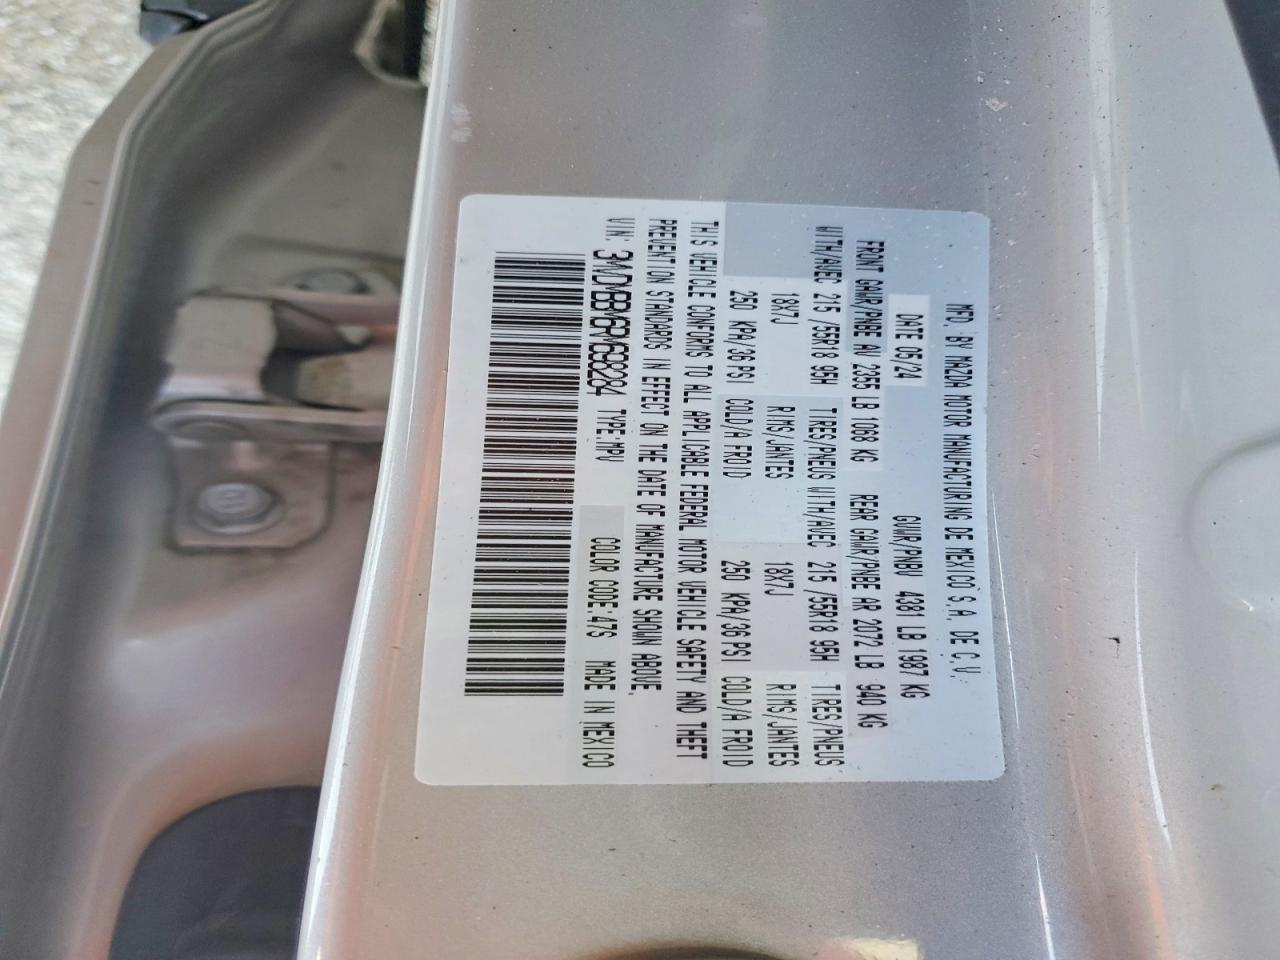 MFD. BY MAZDA MOTOR MANUFACTURING DE MEXICO S.A. DE C.V.
DATE 05/24 GVWR/PNBV 4381 LB 1987 KG
FRONT GAWR/PNBE AV 2355 LB 1088 KG REAR GAWR/PNBE AR 2072 LB 940 KG
WITH/AVEC 215 /55R18 95H TIRES/PNEUS WITH/AVEC 215 /55R18 95H TIRES/PNEUS
18X7J RIMS/JANTES 18X7J RIMS/JANTES
250 KPA/36 PSI COLD/A FROID 250 KPA/36 PSI COLD/A FROID
THIS VEHICLE CONFORMS TO ALL APPLICABLE FEDERAL MOTOR VEHICLE SAFETY AND THEFT
PREVENTION STANDARDS IN EFFECT ON THE DATE OF MANUFACTURE SHOWN ABOVE.
VIN: 3MVDMBBM6RM698284 TYPE:MPV COLOR CODE:47S MADE IN MEXICO